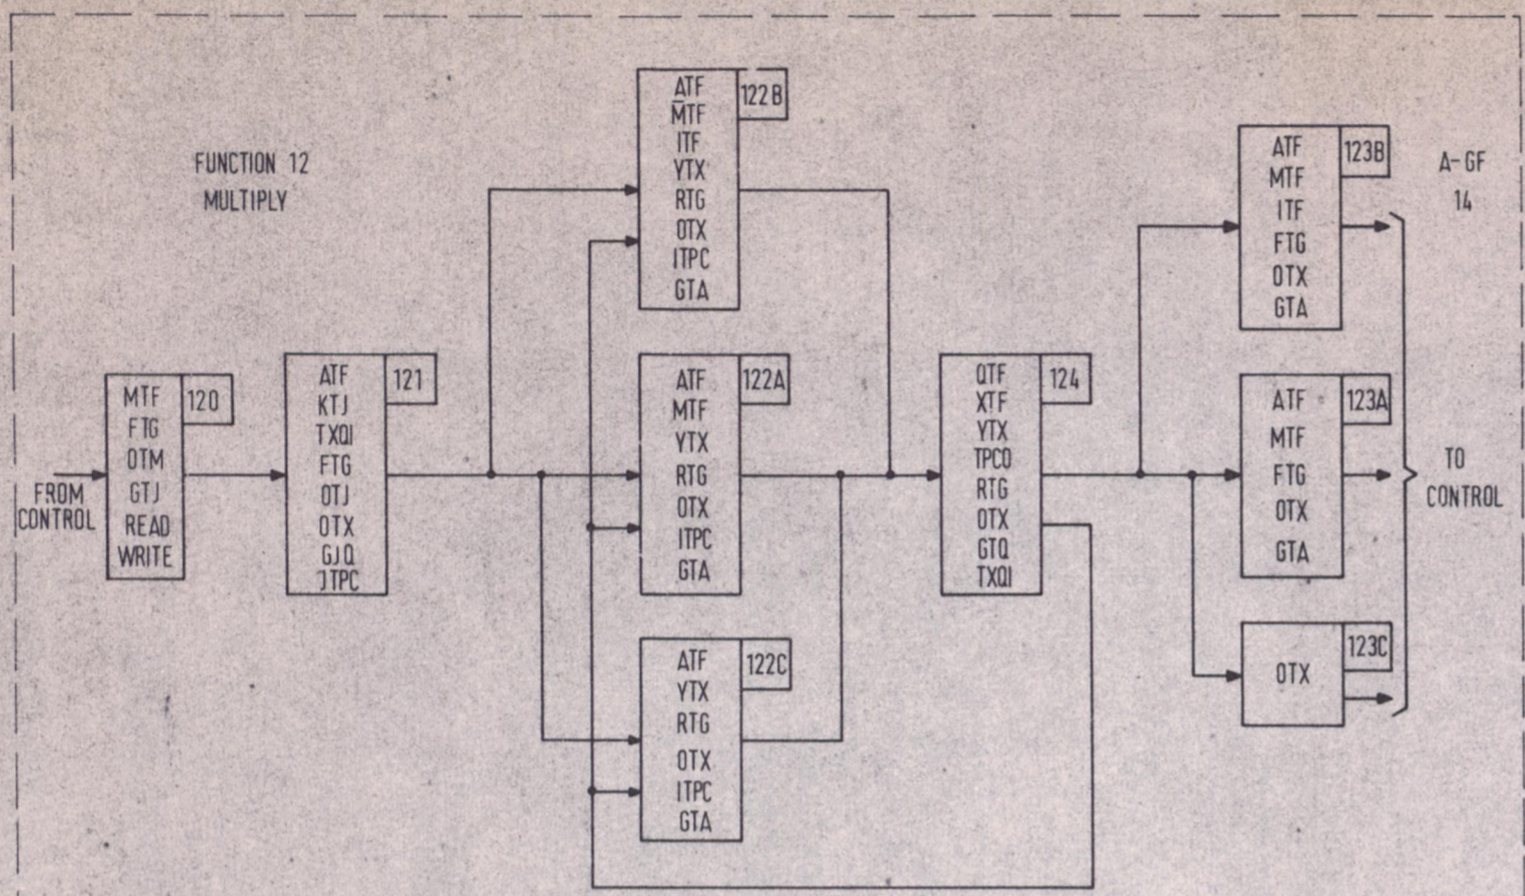 FUNCTION 12
MULTIPLY
FROM
CONTROL
120
MTF
FTG
OTM
GTJ
READ
WRITE
121
ATF
KTJ
TXQI
FTG
OTJ
OTX
GJQ
JTPC
122B
ATF
M̅TF
ITF
YTX
RTG
OTX
ITPC
GTA
122A
ATF
MTF
YTX
RTG
OTX
ITPC
GTA
122C
ATF
YTX
RTG
OTX
ITPC
GTA
124
QTF
XTF
YTX
TPCO
RTG
OTX
GTQ
TXQI
123B
ATF
MTF
ITF
FTG
OTX
GTA
123A
ATF
MTF
FTG
OTX
GTA
123C
OTX
A-GF
14
TO
CONTROL